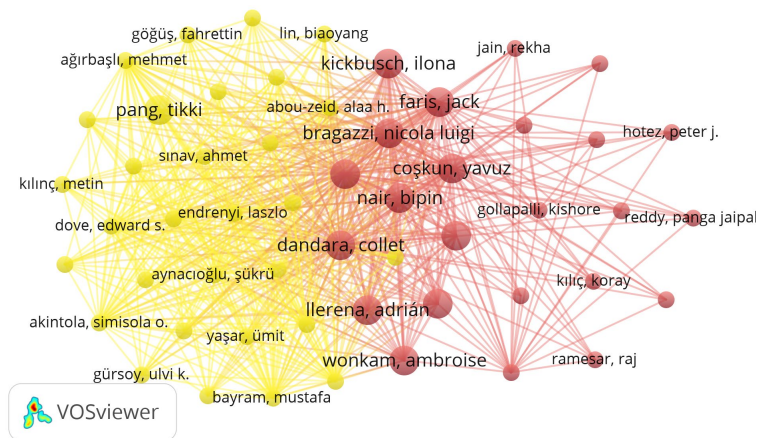 göğüş, fahrettin
lin, biaoyang
jain, rekha
ağırbaşlı, mehmet
kickbusch, ilona
pang, tikki
abou-zeid, alaa h.
faris, jack
bragazzi, nicola luigi
hotez, peter j.
sınav, ahmet
coşkun, yavuz
kılınç, metin
nair, bipin
dove, edward s.
endrenyi, laszlo
gollapalli, kishore
reddy, panga jaipal
dandara, collet
aynacıoğlu, şükrü
kılıç, koray
akintola, simisola o.
llerena, adrián
yaşar, ümit
wonkam, ambroise
ramesar, raj
gürsoy, ulvi k.
bayram, mustafa
VOSviewer